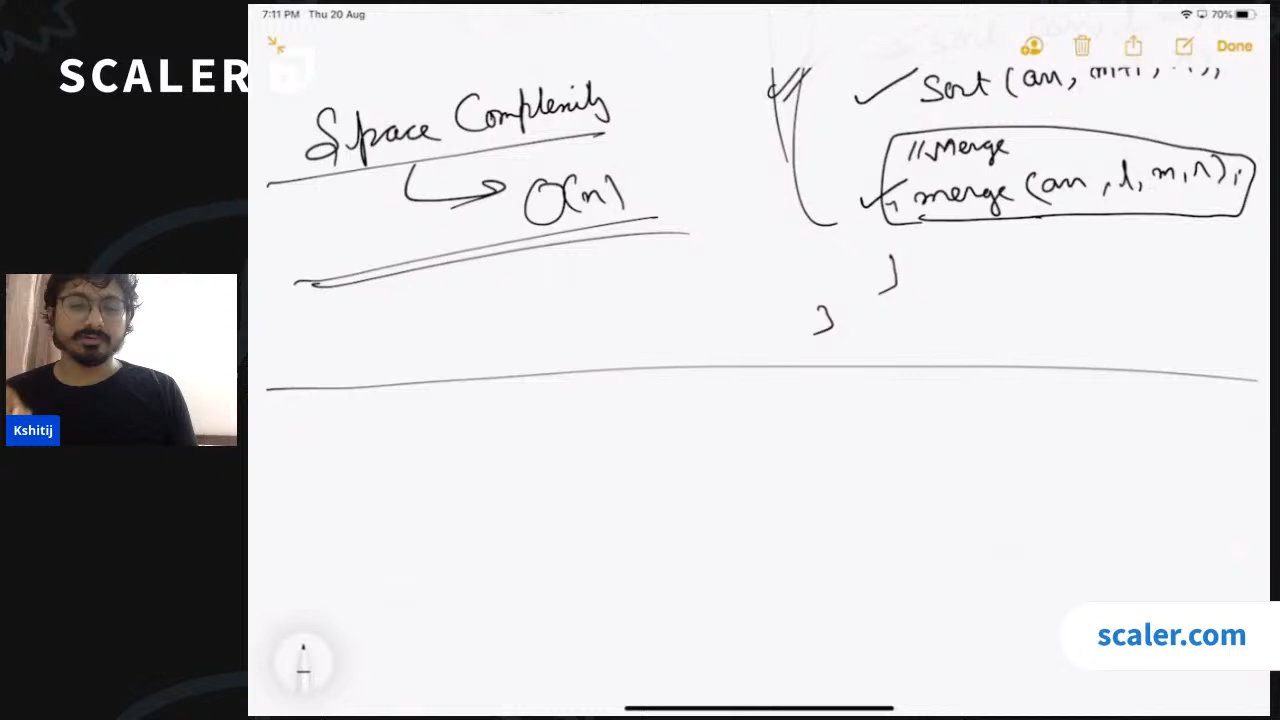 7:11 PM Thu 20 Aug
70%
SCALER
Done
Space Complexity
O(n)
Sort (arr, m+1, r);
//Merge
merge (arr, l, m, r);
}
}
Kshitij
scaler.com